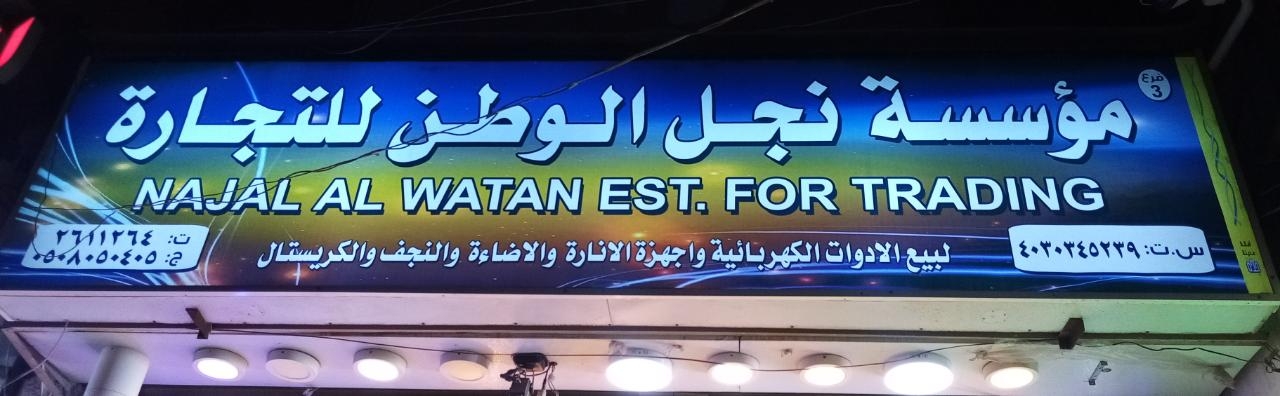 فرع
3
مؤسسة نجل الوطن للتجارة
NAJAL AL WATAN EST. FOR TRADING
لبيع الادوات الكهربائية واجهزة الانارة والاضاءة والنجف والكريستال
س.ت: ٤٠٣٠٣٤٥٢٣٩
ت: ٢٦١١٢٦٤
ج: ٠٥٠٨٠٥٠٤٠٥